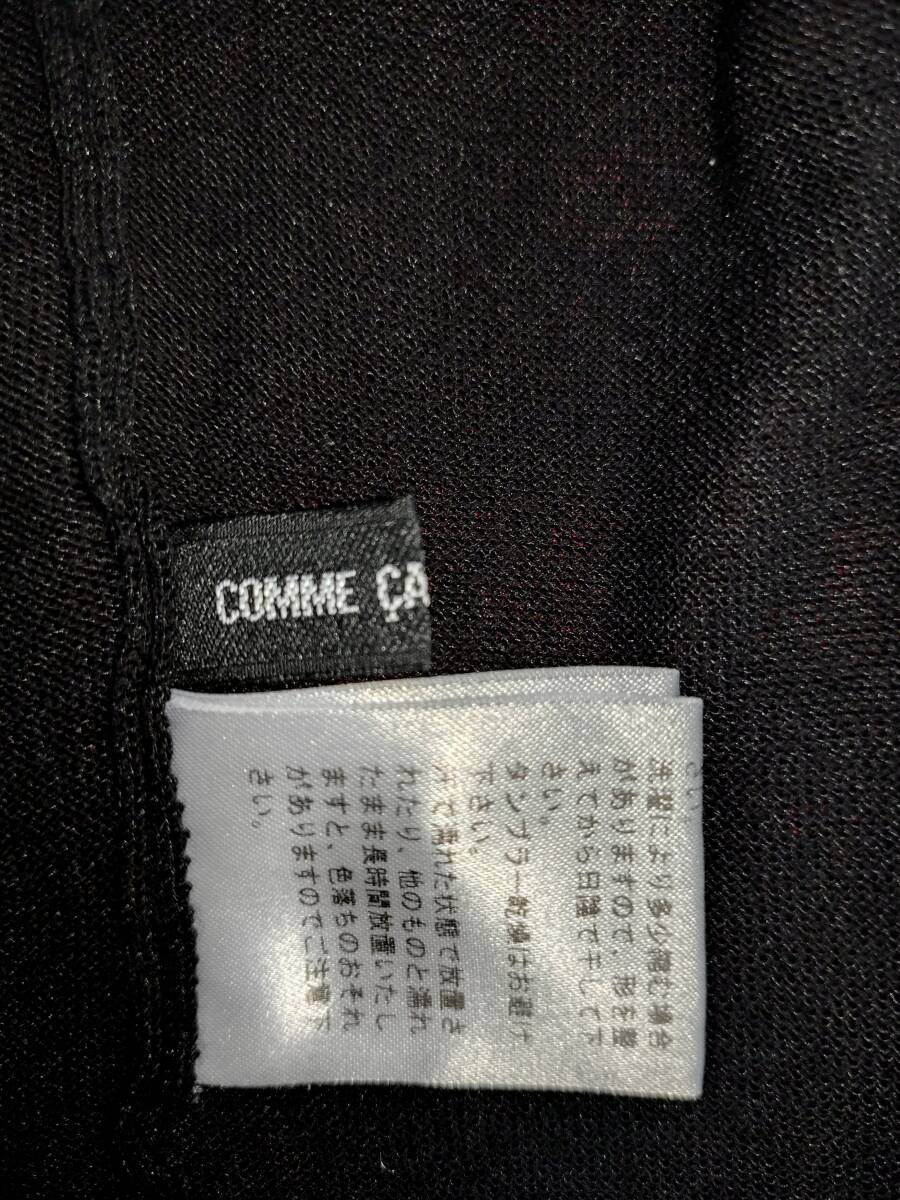 COMME ÇA
洗濯により多少縮む場合
がありますので、形を整
えてから日陰で干して下
さい。
タンブラー乾燥はお避け
下さい。
汗で濡れた状態で放置さ
れたり、他のものと濡れ
たまま長時間放置いたし
ますと、色落ちのおそれ
がありますのでご注意下
さい。